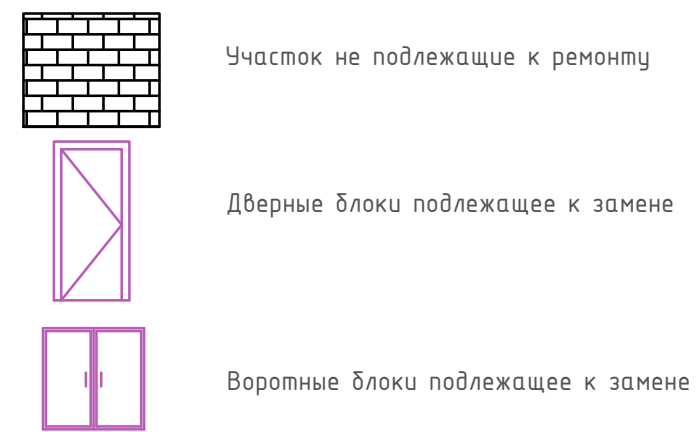 Участок не подлежащие к ремонту
Дверные блоки подлежащее к замене
Воротные блоки подлежащее к замене